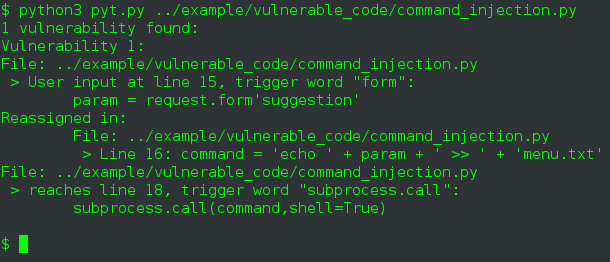 $ python3 pyt.py ../example/vulnerable_code/command_injection.py
1 vulnerability found:
Vulnerability 1:
File: ../example/vulnerable_code/command_injection.py
 > User input at line 15, trigger word "form":
        param = request.form'suggestion'
Reassigned in:
        File: ../example/vulnerable_code/command_injection.py
         > Line 16: command = 'echo ' + param + ' >> ' + 'menu.txt'
File: ../example/vulnerable_code/command_injection.py
 > reaches line 18, trigger word "subprocess.call":
        subprocess.call(command,shell=True)
$